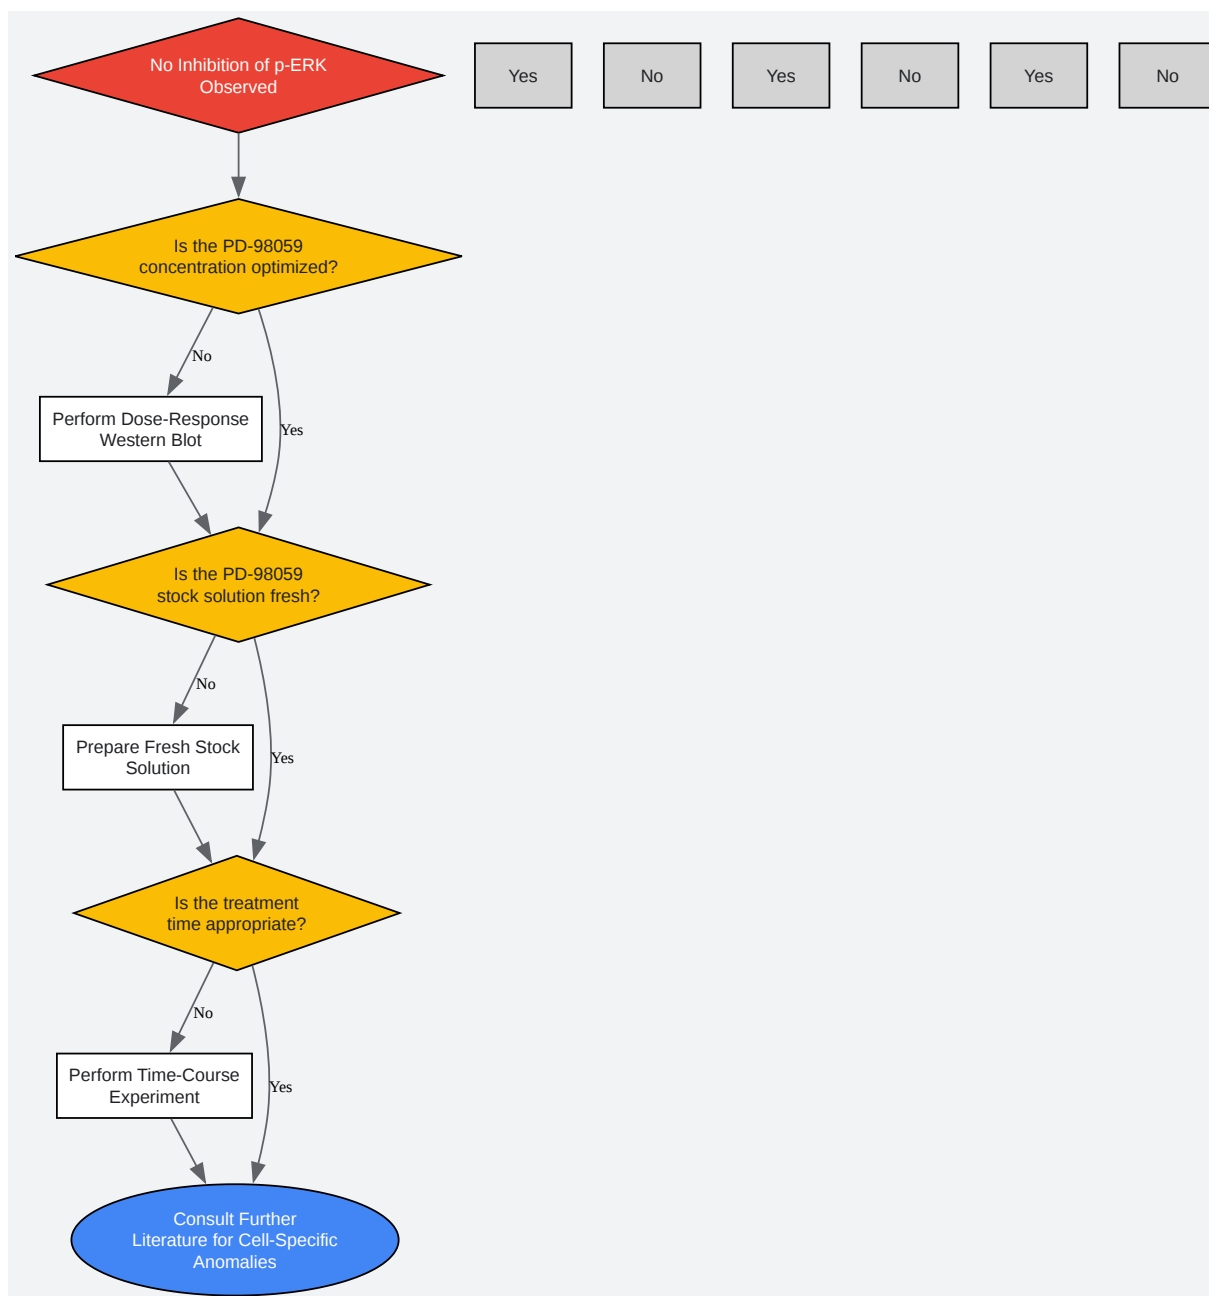 No Inhibition of p-ERK
Observed
Yes
No
Yes
No
Yes
No
Is the PD-98059
concentration optimized?
No
Perform Dose-Response
Western Blot
Yes
Is the PD-98059
stock solution fresh?
No
Prepare Fresh Stock
Solution
Yes
Is the treatment
time appropriate?
No
Perform Time-Course
Experiment
Yes
Consult Further
Literature for Cell-Specific
Anomalies